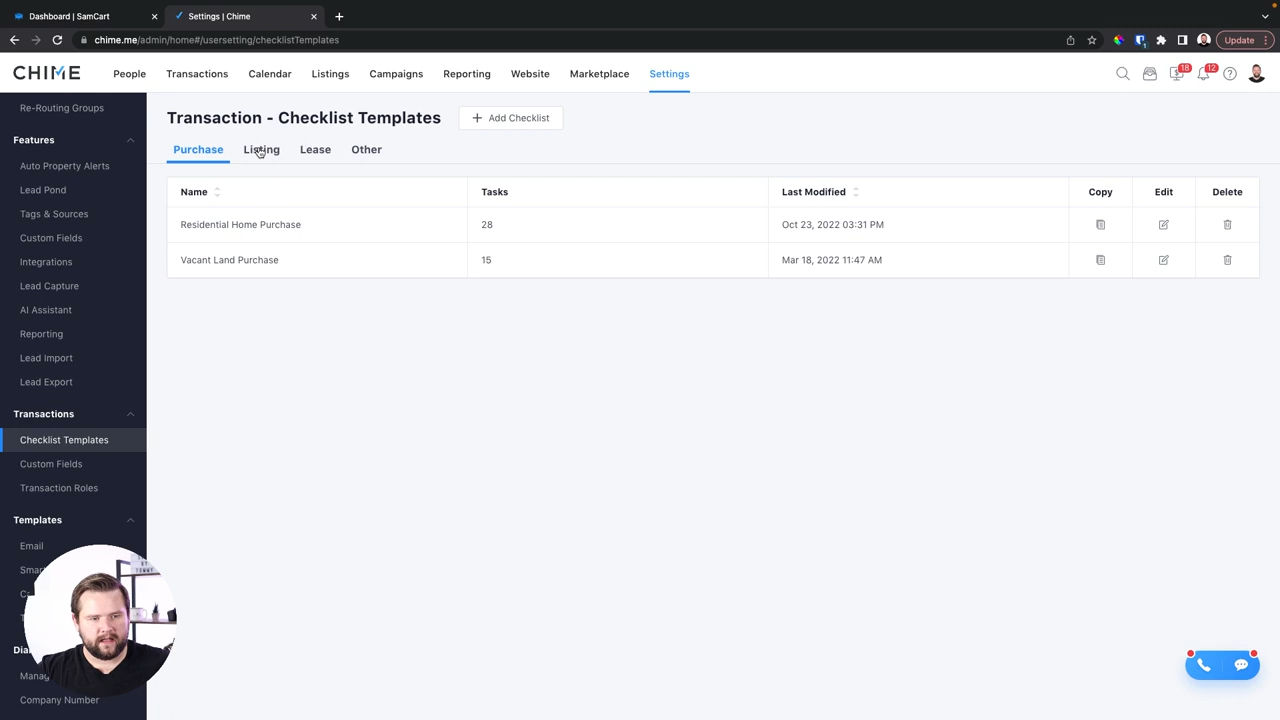 Dashboard | SamCart
Settings | Chime
chime.me/admin/home#/usersetting/checklistTemplates
Update
CHIME
People
Transactions
Calendar
Listings
Campaigns
Reporting
Website
Marketplace
Settings
18
12
Re-Routing Groups
Features
Auto Property Alerts
Lead Pond
Tags & Sources
Custom Fields
Integrations
Lead Capture
AI Assistant
Reporting
Lead Import
Lead Export
Transactions
Checklist Templates
Custom Fields
Transaction Roles
Templates
Email
Company Number
Transaction - Checklist Templates
Add Checklist
Purchase
Listing
Lease
Other
Name Tasks Last Modified Copy Edit Delete
Residential Home Purchase 28 Oct 23, 2022 03:31 PM
Vacant Land Purchase 15 Mar 18, 2022 11:47 AM